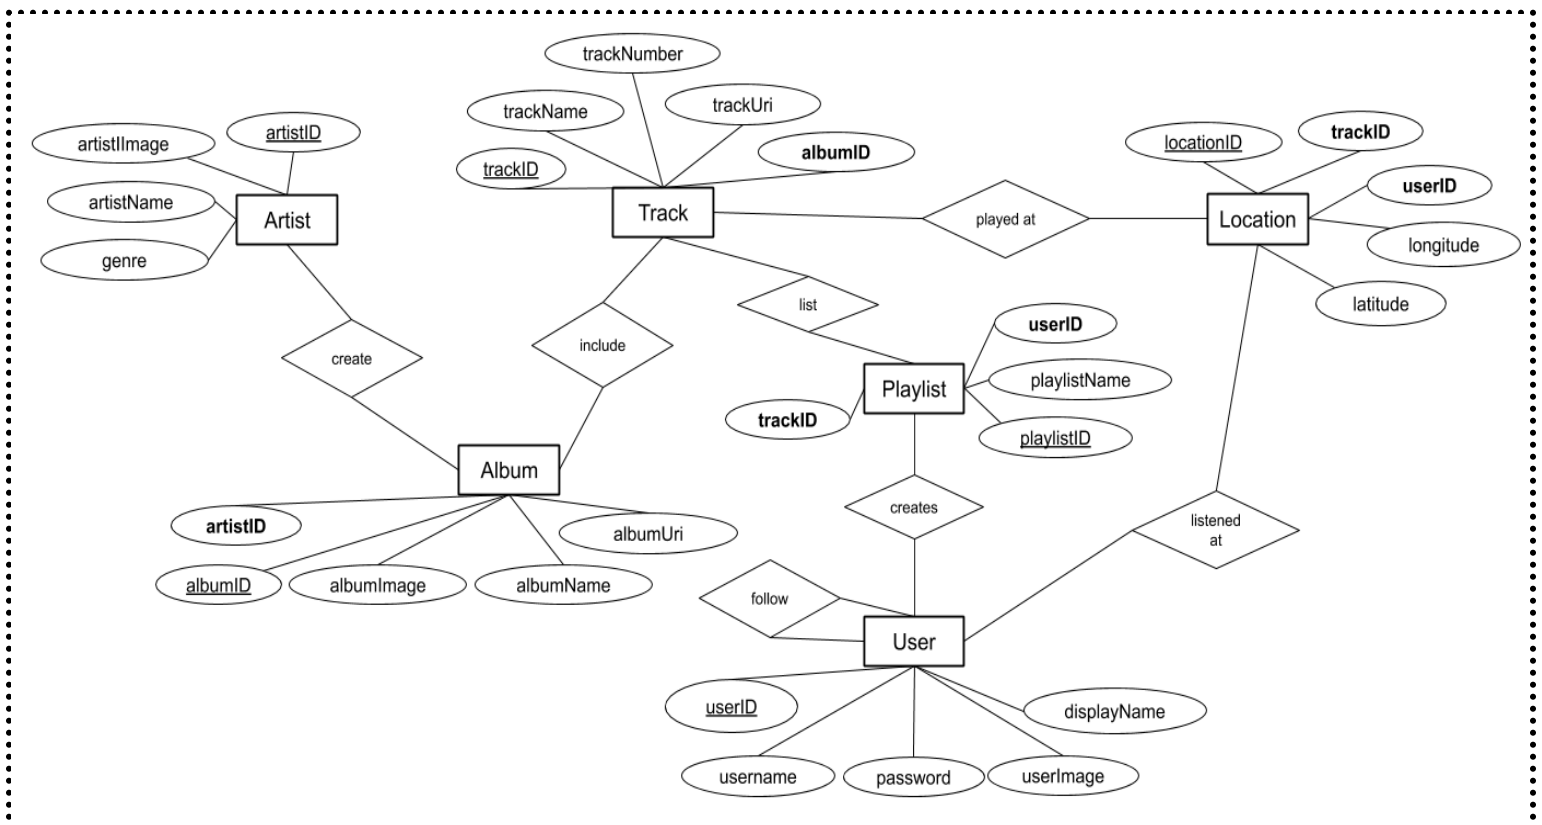 trackNumber
trackName
trackUri
artistIImage
artistID
trackID
albumID
locationID
trackID
artistName
Artist
Track
played at
Location
userID
genre
longitude
list
latitude
create
include
userID
Playlist
playlistName
trackID
playlistID
Album
creates
listened
at
artistID
albumUri
albumID
albumImage
albumName
follow
User
userID
displayName
username
password
userImage